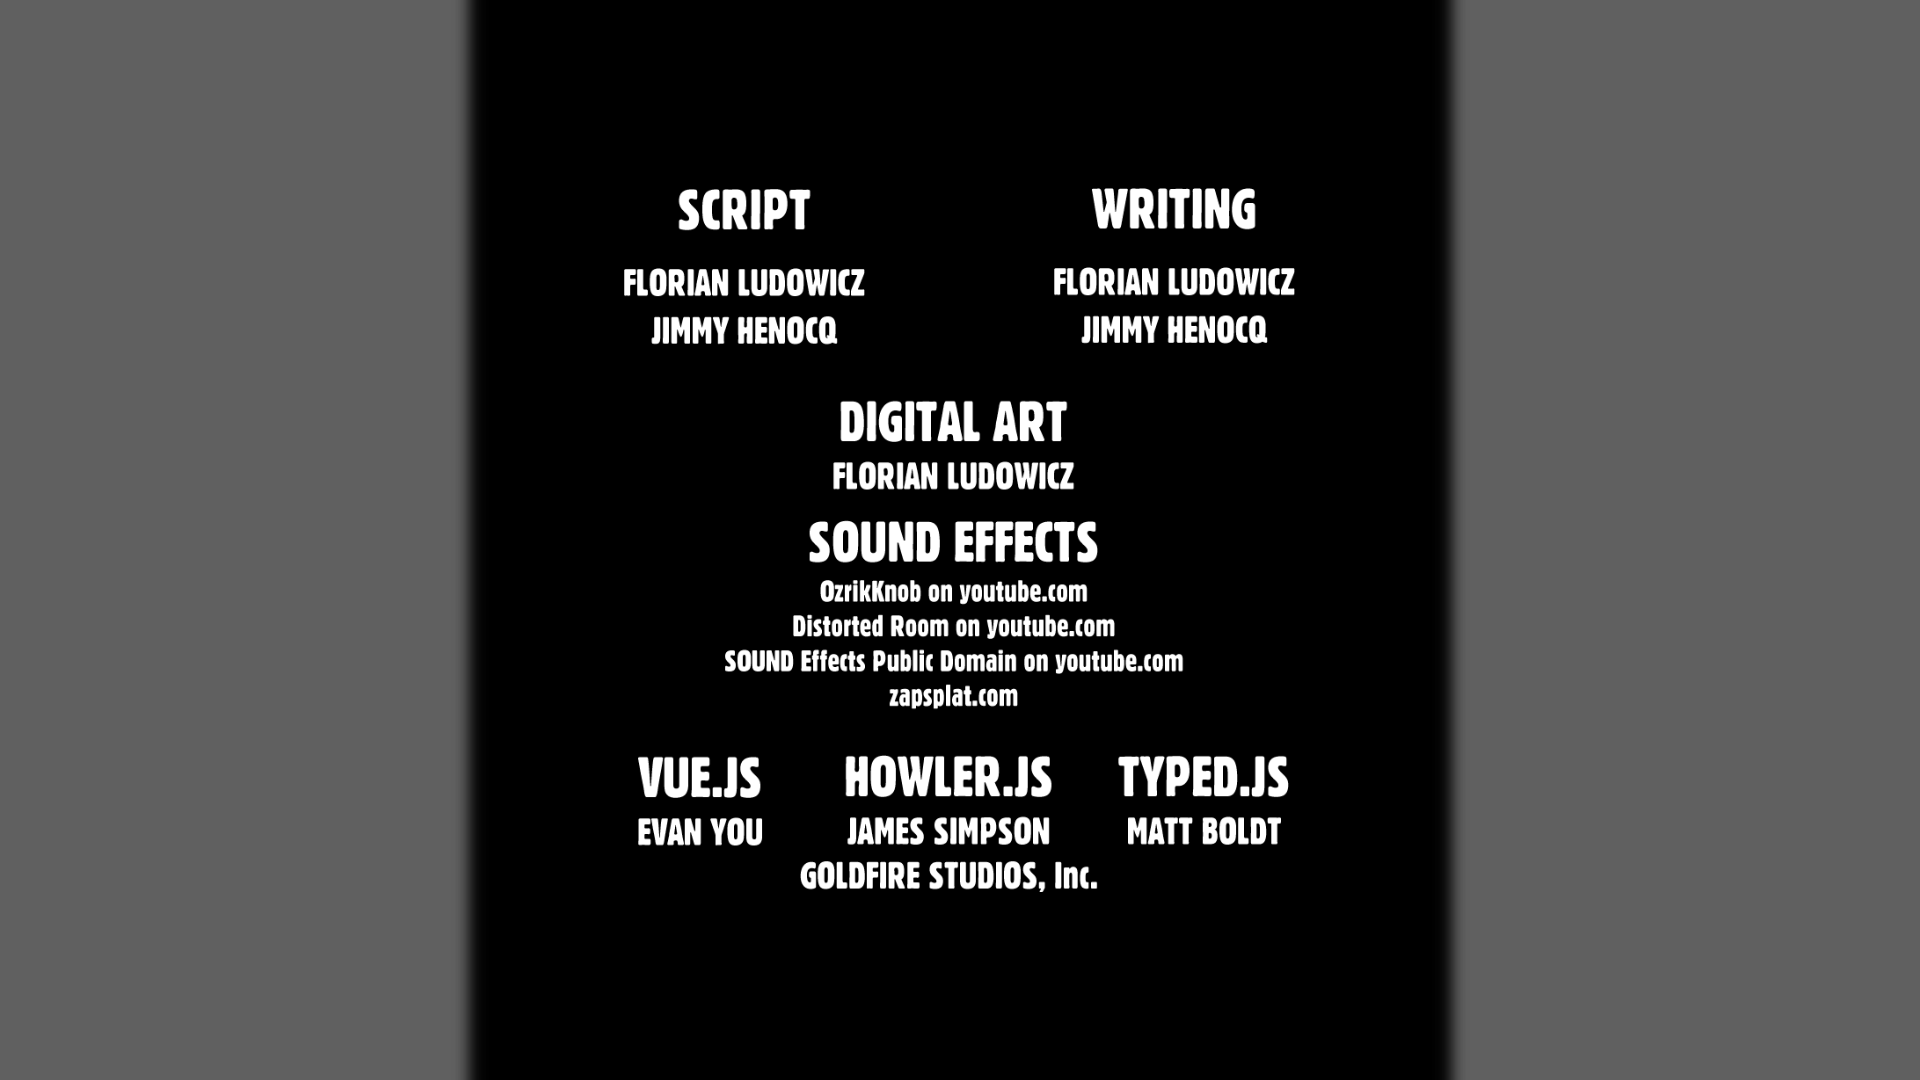 SCRIPT
FLORIAN LUDOWICZ
JIMMY HENOCQ
WRITING
FLORIAN LUDOWICZ
JIMMY HENOCQ
DIGITAL ART
FLORIAN LUDOWICZ
SOUND EFFECTS
OzrikKnob on youtube.com
Distorted Room on youtube.com
SOUND Effects Public Domain on youtube.com
zapsplat.com
VUE.JS
EVAN YOU
HOWLER.JS
JAMES SIMPSON
GOLDFIRE STUDIOS, Inc.
TYPED.JS
MATT BOLDT